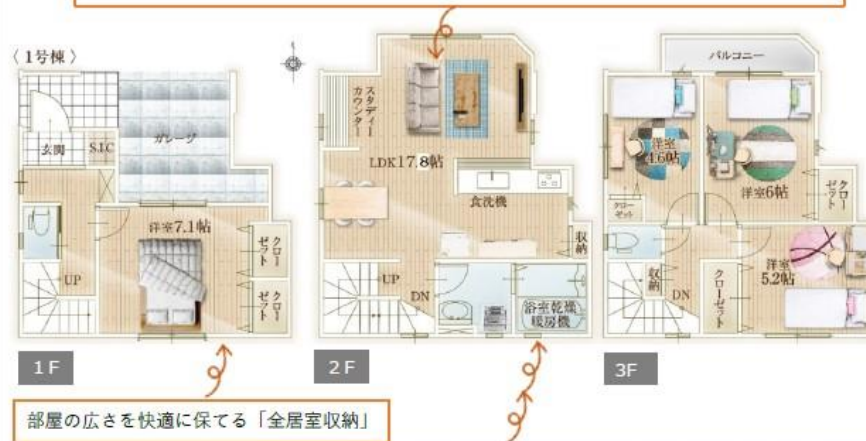 〈 1号棟 〉
玄関
S.I.C
ガレージ
洋室7.1帖
クローゼット
クローゼット
UP
1F
スタディーカウンター
LDK17.8帖
食洗機
収納
UP
DN
浴室乾燥
暖房機
2F
バルコニー
洋室
4.6帖
クローゼット
洋室6帖
クローゼット
洋室
5.2帖
収納
DN
クローゼット
3F
部屋の広さを快適に保てる「全居室収納」